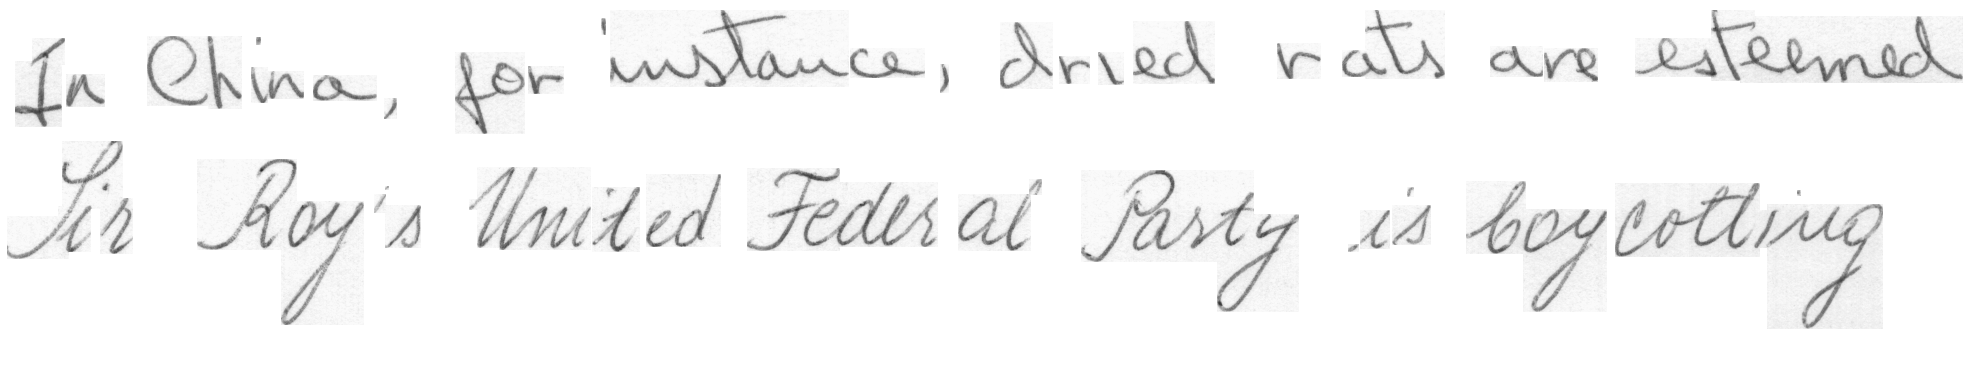 In China, for instance, dried rats are esteemed
Sir Roy's United Federal Party is boycotting